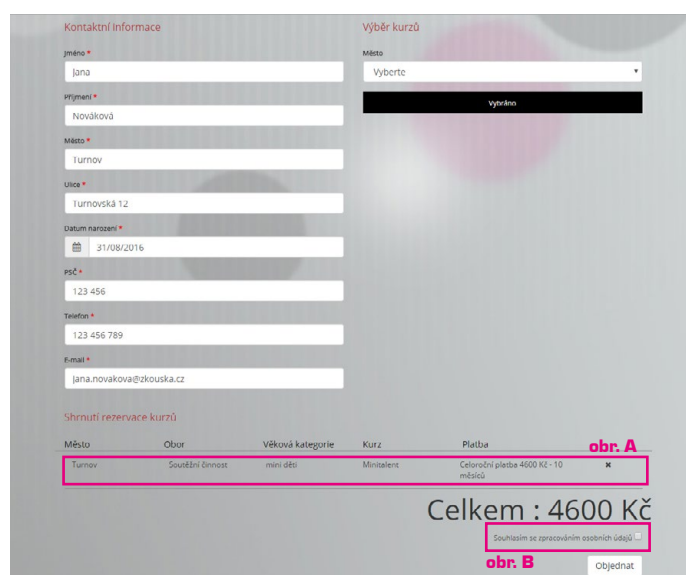 Kontaktní informace
Jméno *
Jana
Příjmení *
Nováková
Město *
Turnov
Ulice *
Turnovská 12
Datum narození *
31/08/2016
PSČ *
123 456
Telefon *
123 456 789
E-mail *
jana.novakova@zkouska.cz
Výběr kurzů
Město
Vyberte
Vybráno
Shrnutí rezervace kurzů
Město Obor Věková kategorie Kurz Platba
obr. A
Turnov Soutěžní činnost mini děti Minitalent Celoroční platba 4600 Kč - 10
měsíců
Celkem : 4600 Kč
Souhlasím se zpracováním osobních údajů
obr. B
Objednat